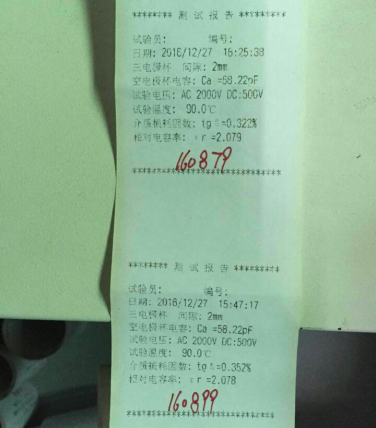 ******* 测试报告 *******
试验员: 编号:
日期: 2016/12/27 15:25:38
三电极杯 间隙: 2mm
空电极杯电容: Ca =58.22pF
试验电压: AC 2000V DC:500V
试验温度: 90.0℃
介质损耗因数: tgδ=0.322%
相对电容率: εr =2.079
160879
******* 测试报告 *******
试验员: 编号:
日期: 2016/12/27 15:47:17
三电极杯 间隙: 2mm
空电极杯电容: Ca =58.22pF
试验电压: AC 2000V DC:500V
试验温度: 90.0℃
介质损耗因数: tgδ=0.352%
相对电容率: εr =2.078
160899